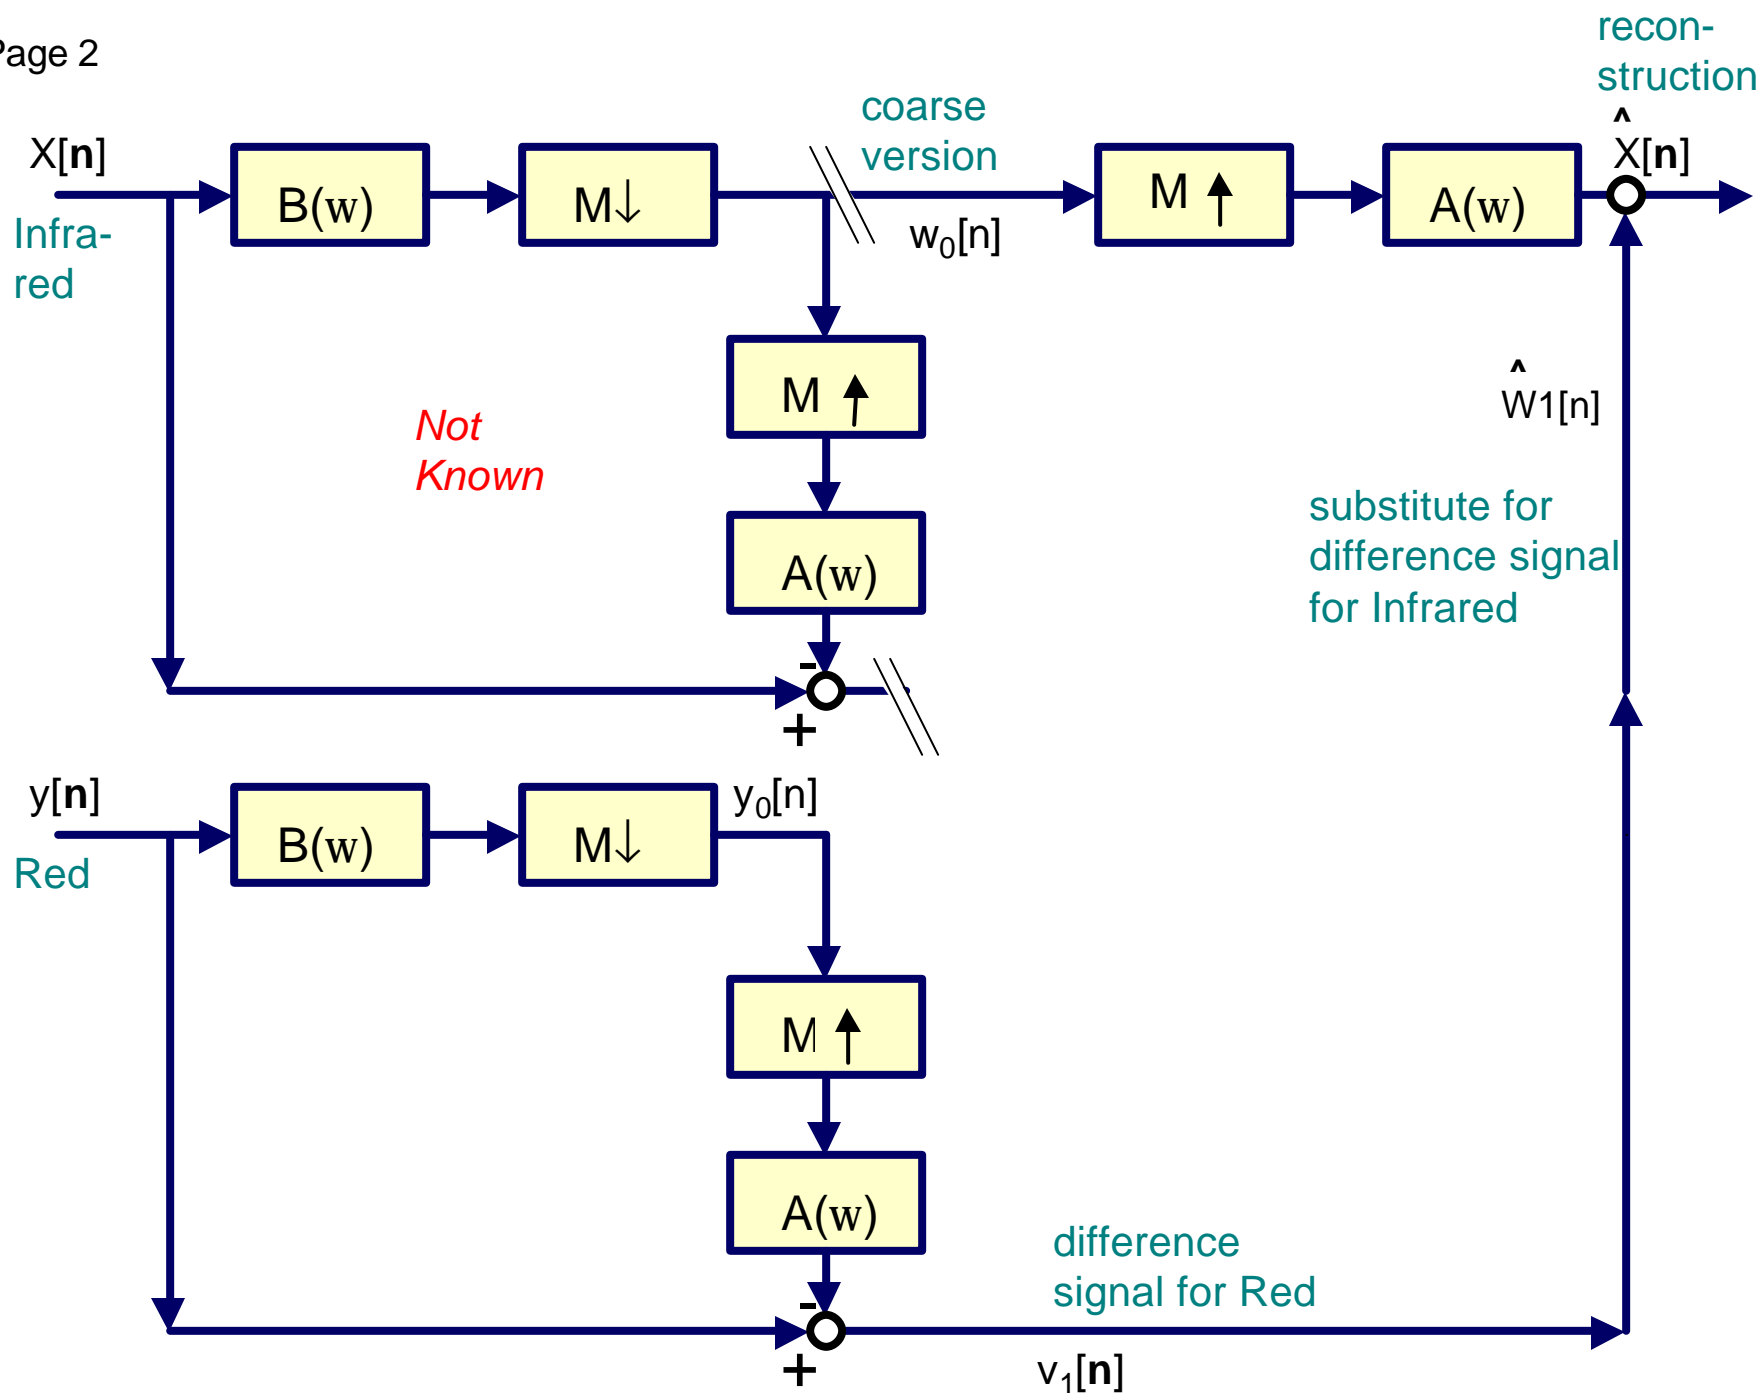 Page 2
recon-
struction
coarse
version
X[n]
B(w)
M↓
w0[n]
M ↑
A(w)
^
X[n]
Infra-
red
M ↑
^
W1[n]
Not
Known
substitute for
difference signal
for Infrared
A(w)
-
+
y[n]
B(w)
M↓
y0[n]
Red
M ↑
A(w)
difference
signal for Red
-
+
v1[n]